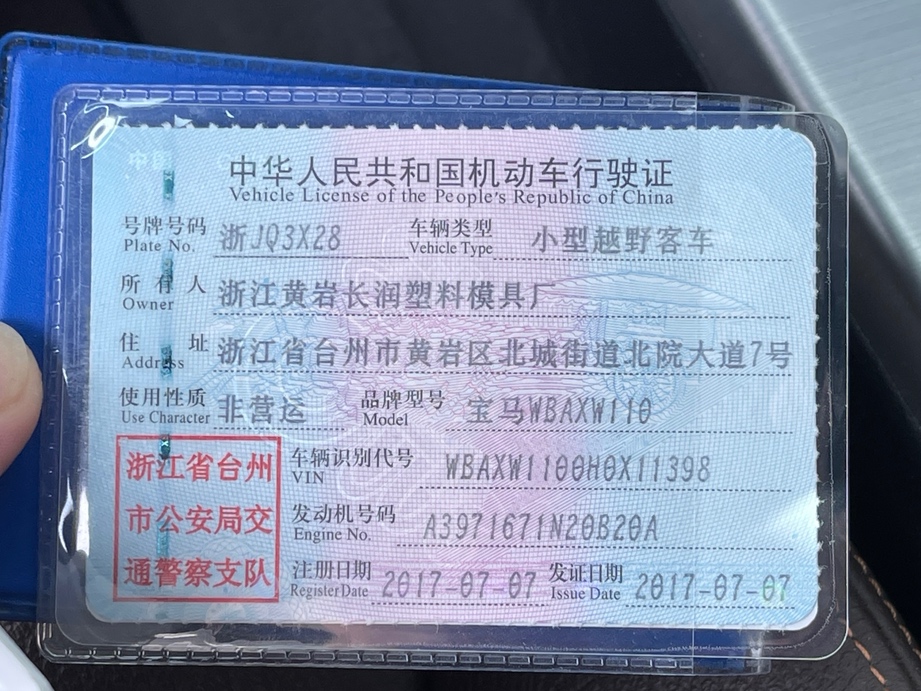 中华人民共和国机动车行驶证
Vehicle License of the People's Republic of China
号牌号码 浙JQ3X28 车辆类型 小型越野客车
Plate No. Vehicle Type
所有人 浙江黄岩长润塑料模具厂
Owner
住址 浙江省台州市黄岩区北城街道北院大道7号
Address
使用性质 非营运 品牌型号 宝马WBAXW110
Use Character Model
浙江省台州
市公安局交
通警察支队
车辆识别代号 WBAXW1100H0X11398
VIN
发动机号码 A3971671N20B20A
Engine No.
注册日期 2017-07-07 发证日期 2017-07-07
Register Date Issue Date